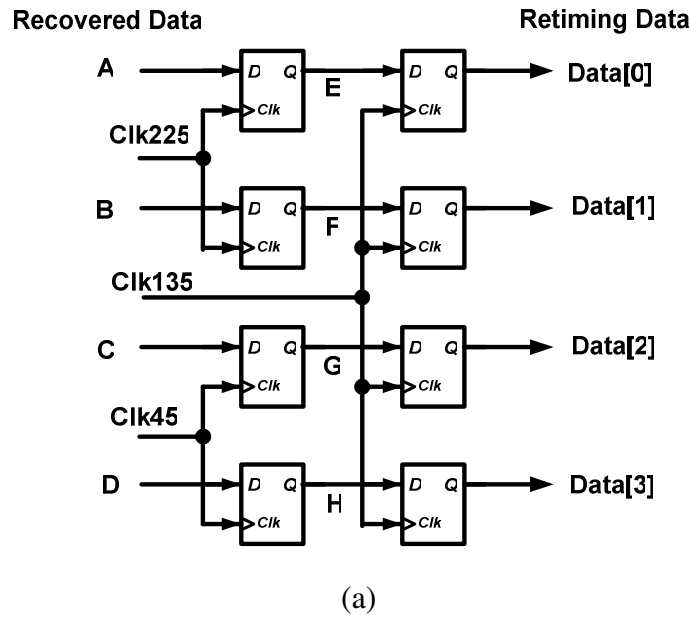 Recovered Data Retiming Data
A D Q E D Q Data[0]
Clk Clk
Clk225
B D Q F D Q Data[1]
Clk Clk
Clk135
C D Q G D Q Data[2]
Clk Clk
Clk45
D D Q H D Q Data[3]
Clk Clk
(a)